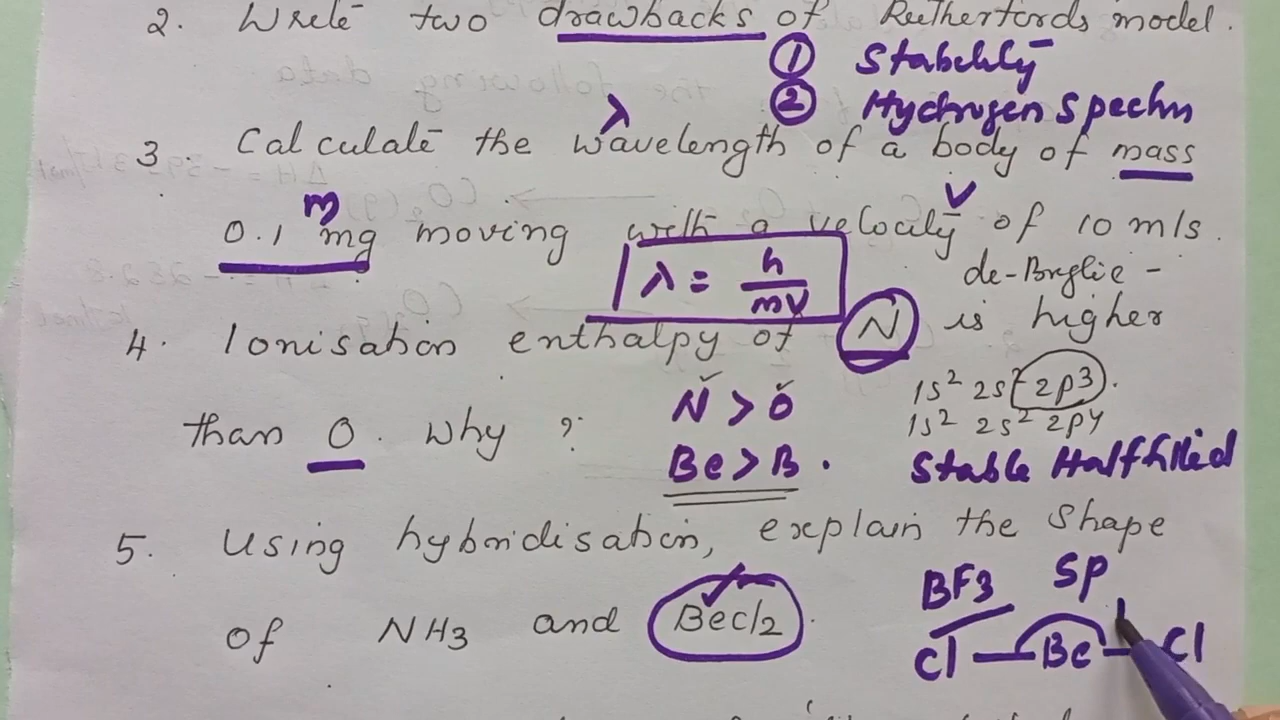 2. Write two drawbacks of Rutherfords model.
① Stability
② Hydrogen Spectrum
λ
3. Calculate the wavelength of a body of mass
m v
0.1 mg moving with a velocity of 10 m/s.
λ = h/mv de-Broglie -
4. Ionisation enthalpy of N is higher
N > O 1s² 2s² 2p3.
than O. Why ? 1s² 2s² 2p4
Be > B. Stable Half filled
5. Using hybridisation, explain the Shape
BF3 SP
of NH3 and BeCl2.
Cl — Be — Cl